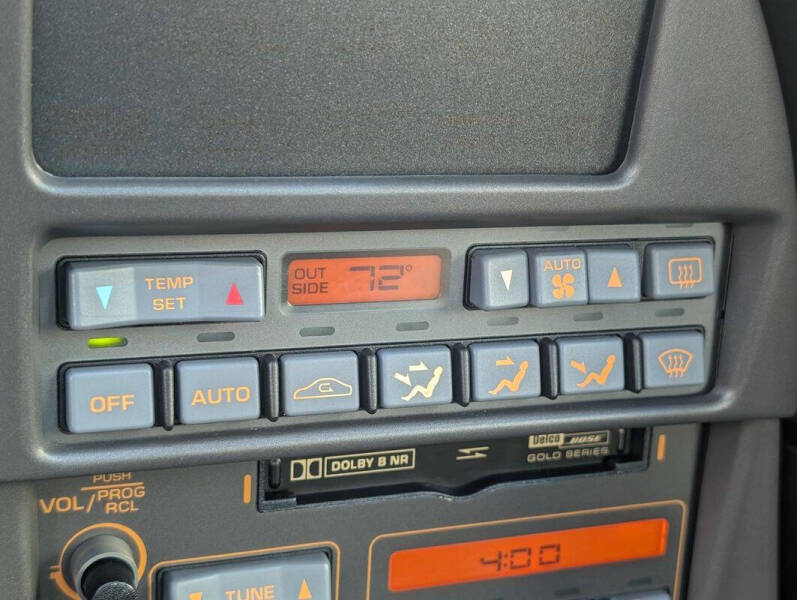 TEMP
SET
OUT
SIDE
72°
AUTO
OFF
AUTO
DOLBY B NR
Delco BOSE
GOLD SERIES
PUSH
VOL/PROG
RCL
TUNE
4:00